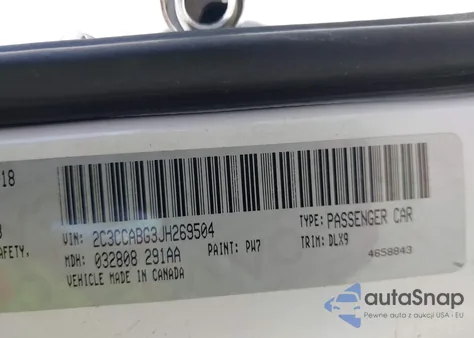 18
VIN: 2C3CCABG3JH269504
TYPE: PASSENGER CAR
AFETY,
MDH: 032808 291AA
PAINT: PW7
TRIM: DLX9
VEHICLE MADE IN CANADA
4658843
autoSnap
Pewne auta z aukcji USA - EU